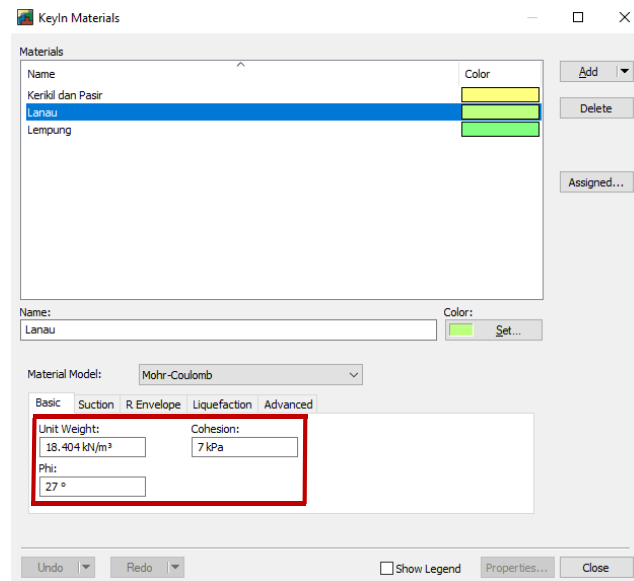 KeyIn Materials
Materials
Name Color
Add
Kerikil dan Pasir
Lanau
Delete
Lempung
Assigned...
Name: Color:
Lanau Set...
Material Model: Mohr-Coulomb
Basic Suction R Envelope Liquefaction Advanced
Unit Weight: Cohesion:
18.404 kN/m³ 7 kPa
Phi:
27 °
Undo Redo Show Legend Properties... Close